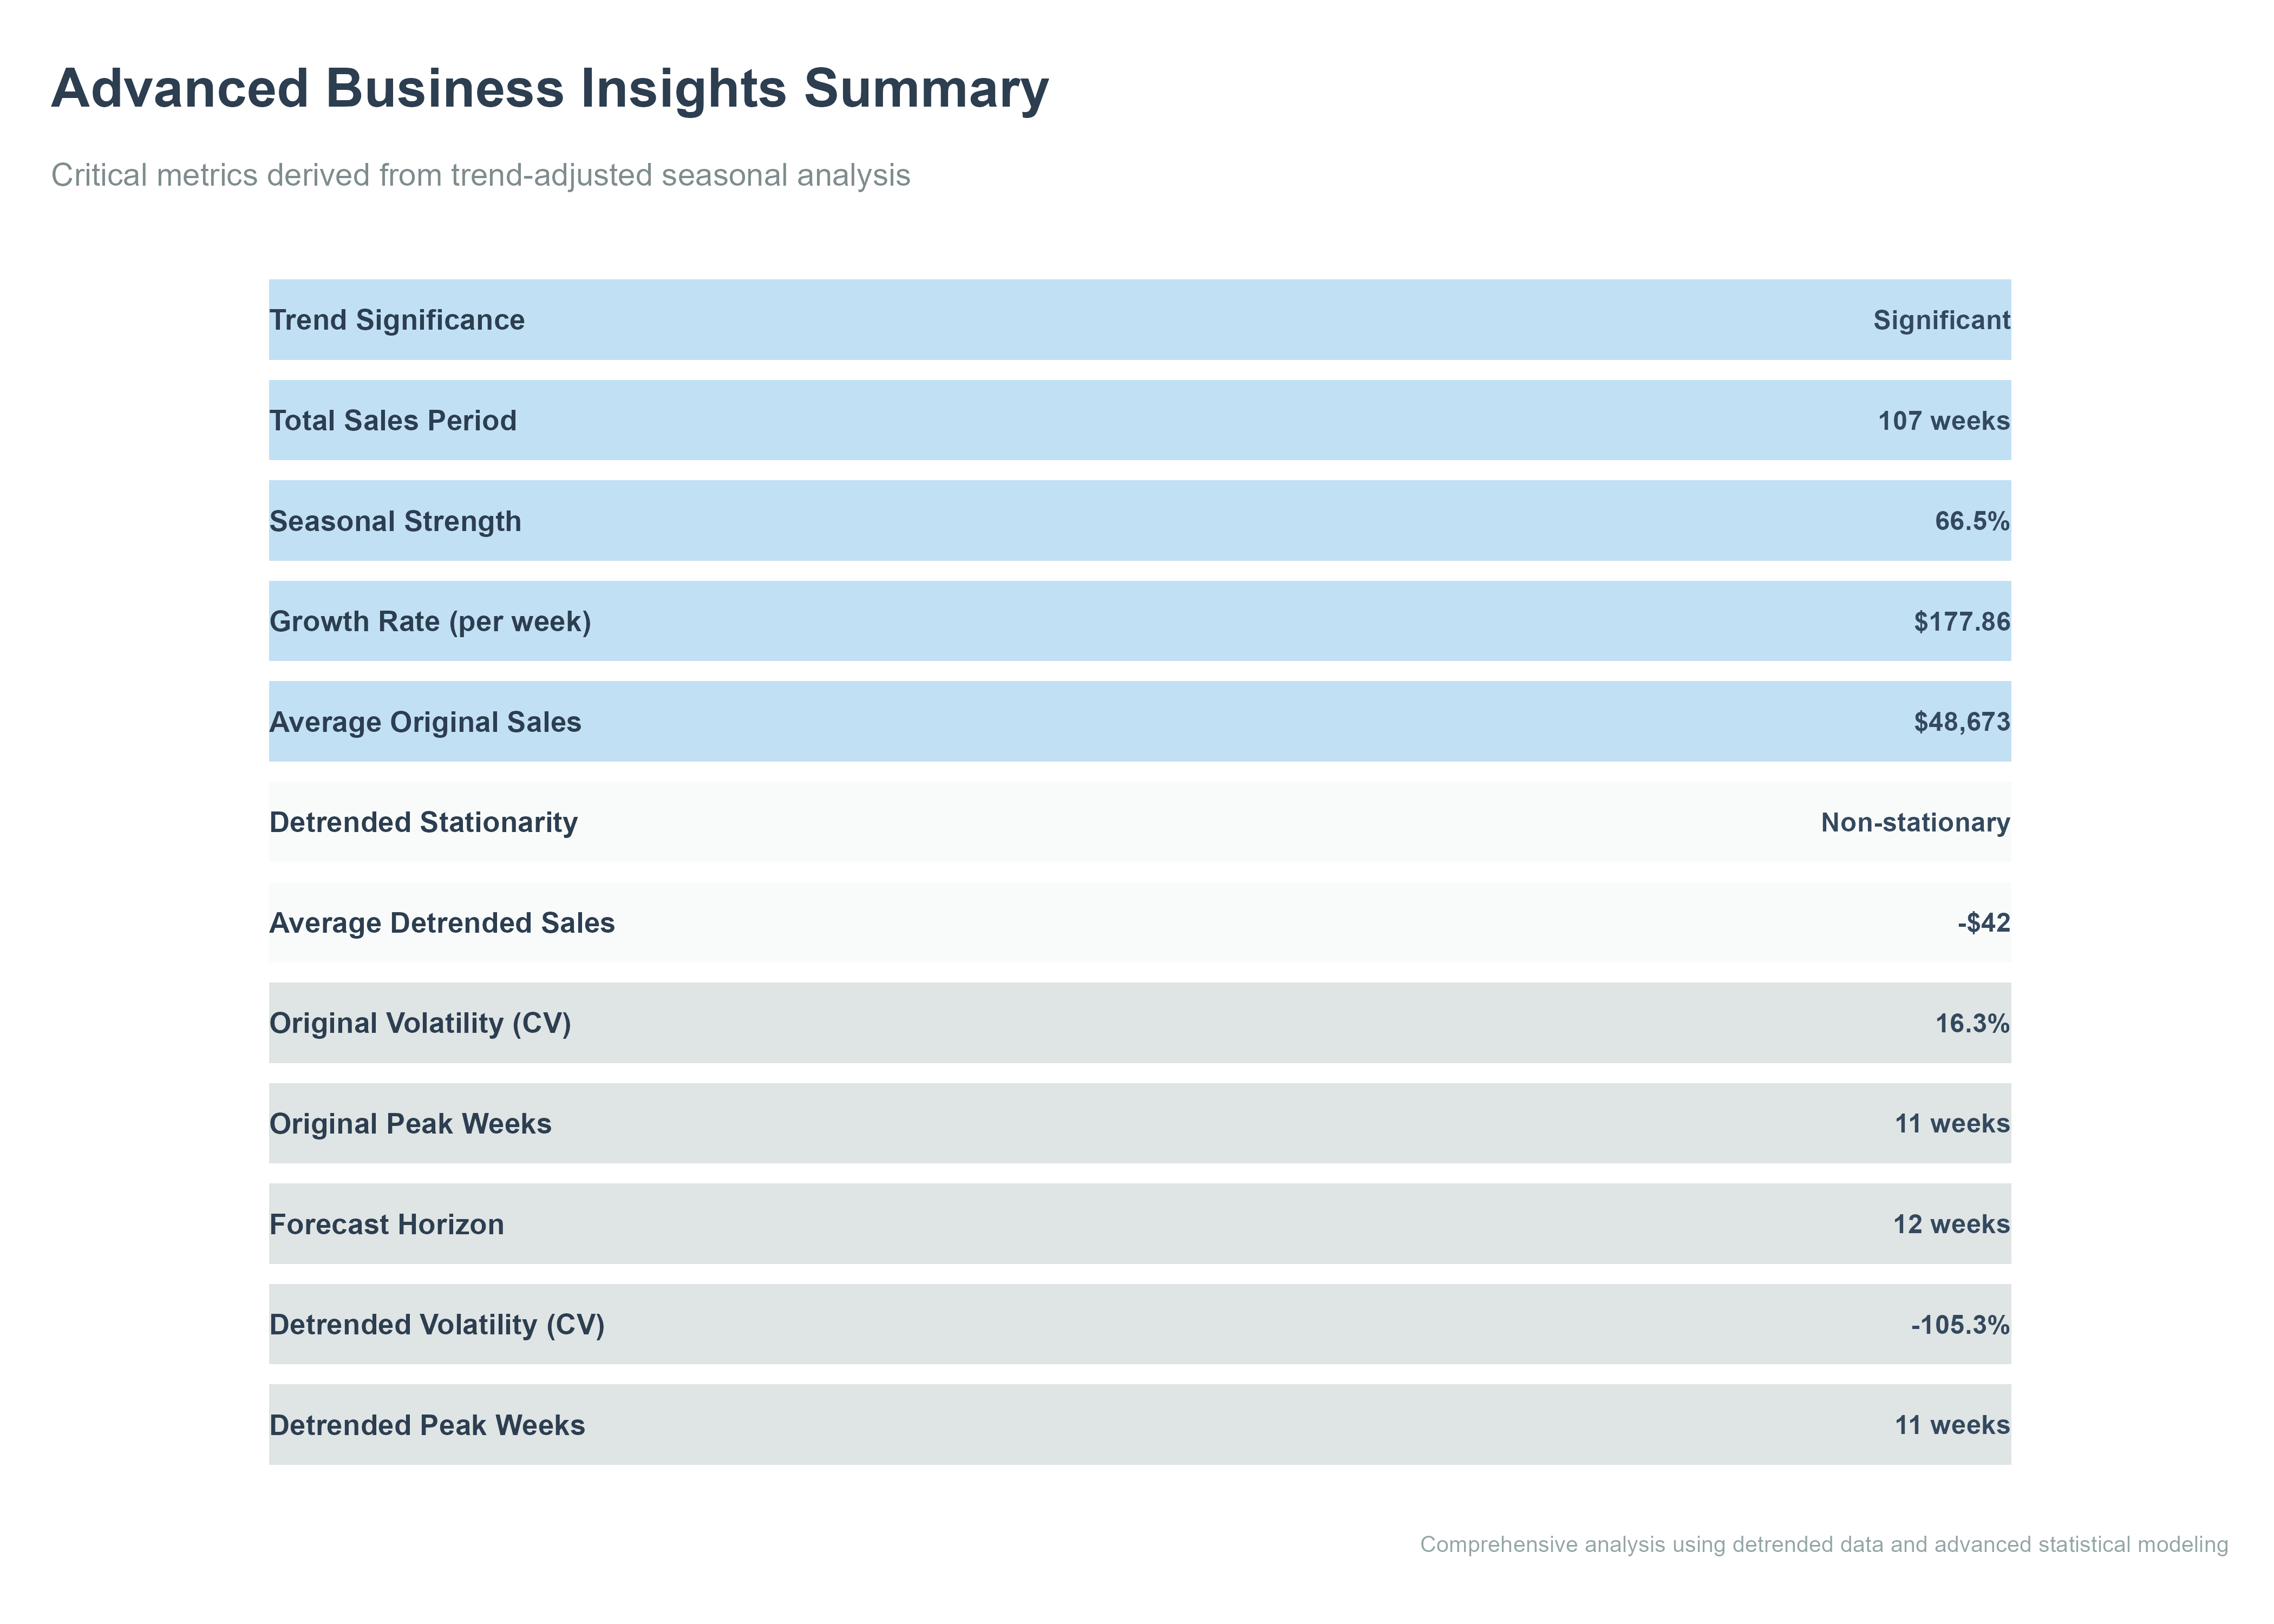 Advanced Business Insights Summary
Critical metrics derived from trend-adjusted seasonal analysis
Trend Significance Significant
Total Sales Period 107 weeks
Seasonal Strength 66.5%
Growth Rate (per week) $177.86
Average Original Sales $48,673
Detrended Stationarity Non-stationary
Average Detrended Sales -$42
Original Volatility (CV) 16.3%
Original Peak Weeks 11 weeks
Forecast Horizon 12 weeks
Detrended Volatility (CV) -105.3%
Detrended Peak Weeks 11 weeks
Comprehensive analysis using detrended data and advanced statistical modeling